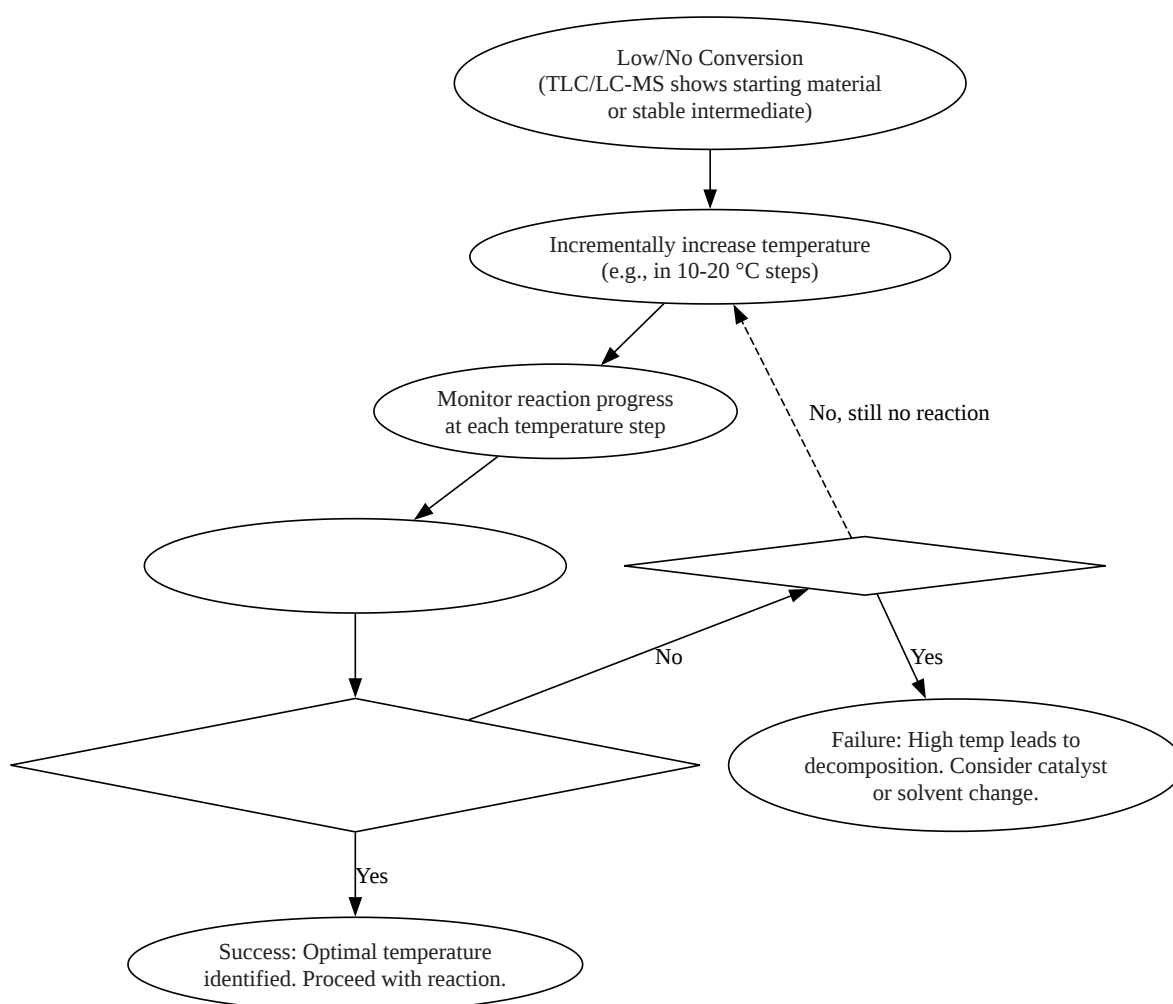 Low/No Conversion
(TLC/LC-MS shows starting material
or stable intermediate)
Incrementally increase temperature
(e.g., in 10-20 °C steps)
Monitor reaction progress
at each temperature step
No, still no reaction
No
Yes
Failure: High temp leads to
decomposition. Consider catalyst
or solvent change.
Yes
Success: Optimal temperature
identified. Proceed with reaction.